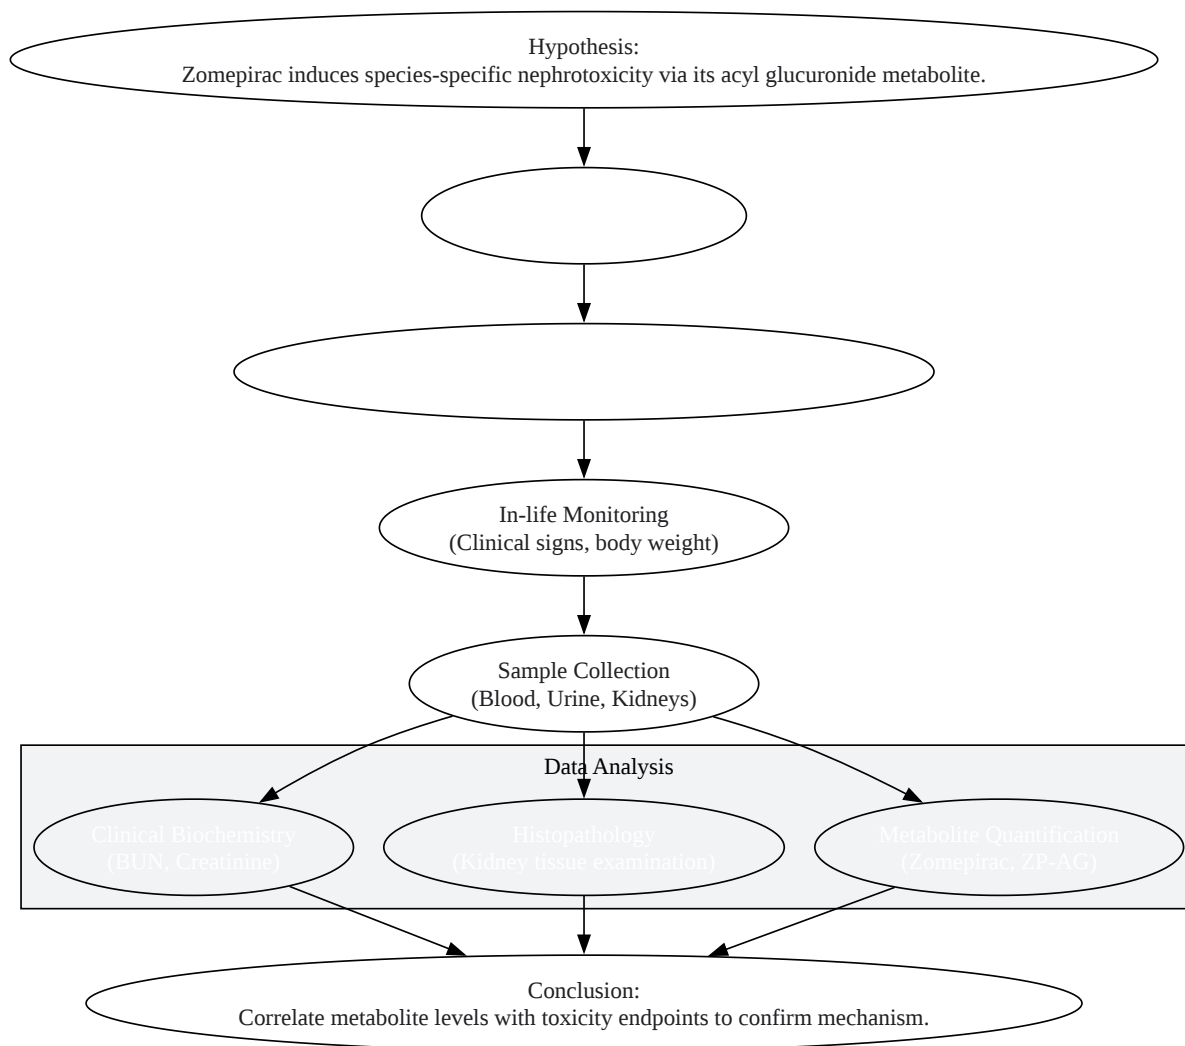 Hypothesis:
Zomepirac induces species-specific nephrotoxicity via its acyl glucuronide metabolite.
In-life Monitoring
(Clinical signs, body weight)
Sample Collection
(Blood, Urine, Kidneys)
Data Analysis
Clinical Biochemistry
(BUN, Creatinine)
Histopathology
(Kidney tissue examination)
Metabolite Quantification
(Zomepirac, ZP-AG)
Conclusion:
Correlate metabolite levels with toxicity endpoints to confirm mechanism.